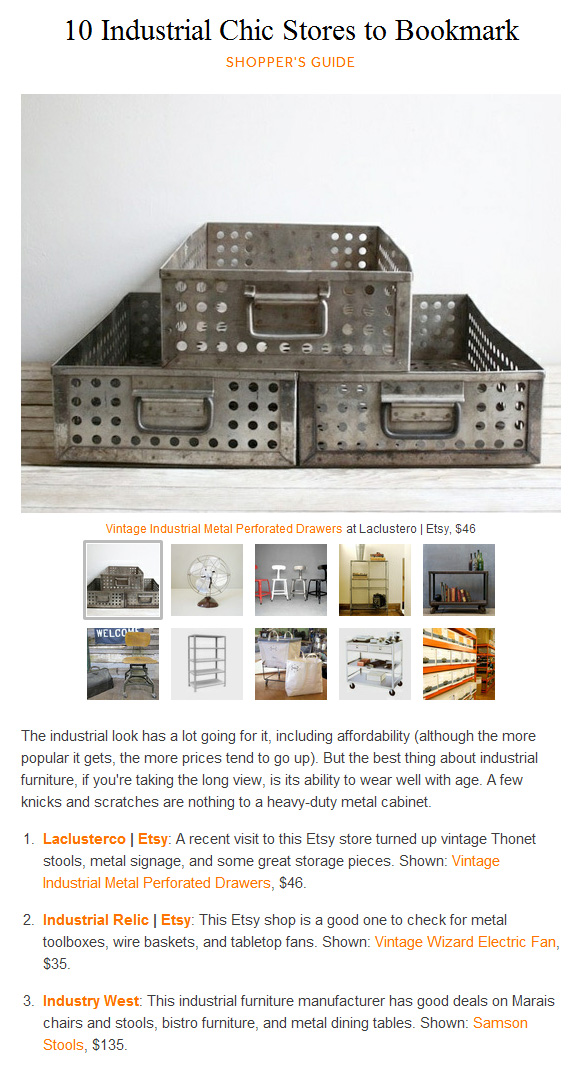 10 Industrial Chic Stores to Bookmark
SHOPPER'S GUIDE
Vintage Industrial Metal Perforated Drawers at Laclustero | Etsy, $46
WELCO
The industrial look has a lot going for it, including affordability (although the more
popular it gets, the more prices tend to go up). But the best thing about industrial
furniture, if you're taking the long view, is its ability to wear well with age. A few
knicks and scratches are nothing to a heavy-duty metal cabinet.
1. Laclusterco | Etsy: A recent visit to this Etsy store turned up vintage Thonet
stools, metal signage, and some great storage pieces. Shown: Vintage
Industrial Metal Perforated Drawers, $46.
2. Industrial Relic | Etsy: This Etsy shop is a good one to check for metal
toolboxes, wire baskets, and tabletop fans. Shown: Vintage Wizard Electric Fan,
$35.
3. Industry West: This industrial furniture manufacturer has good deals on Marais
chairs and stools, bistro furniture, and metal dining tables. Shown: Samson
Stools, $135.